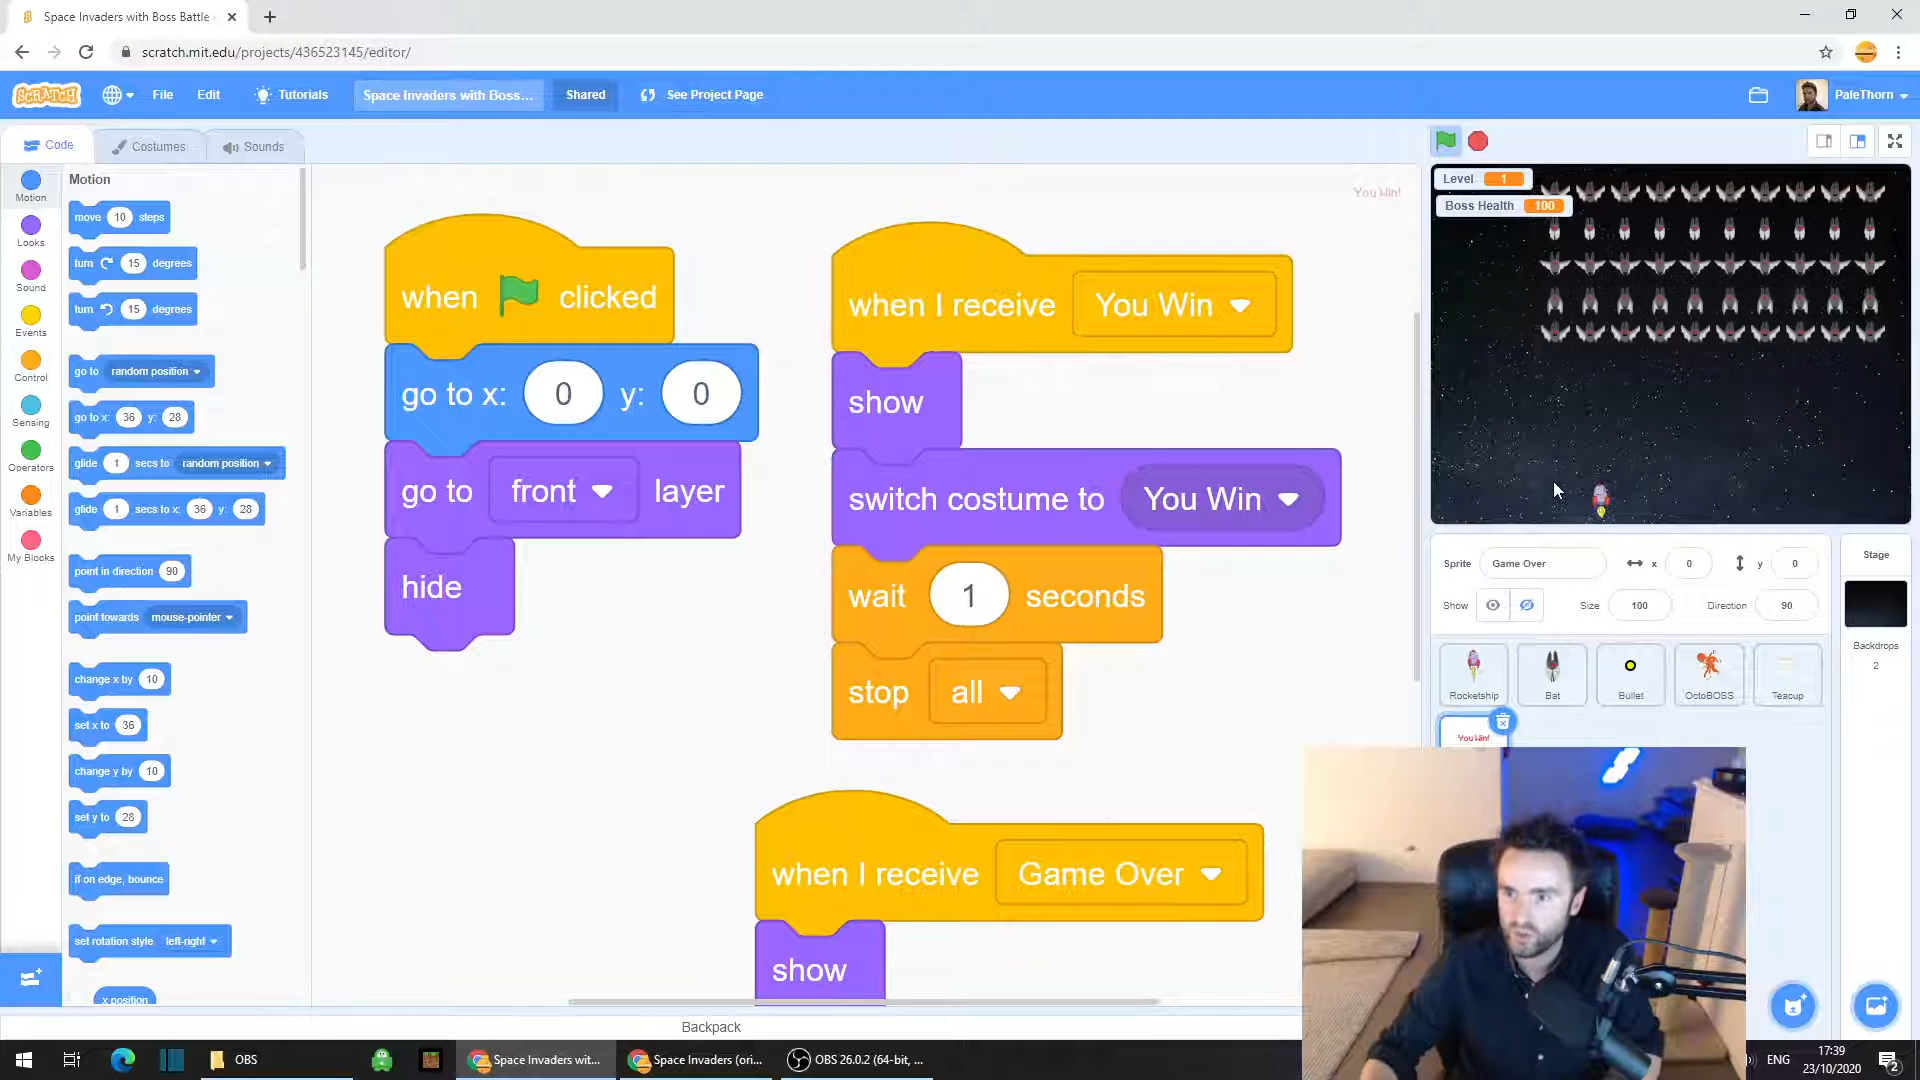 Space Invaders with Boss Battle
scratch.mit.edu/projects/436523145/editor/
SCRATCH
File
Edit
Tutorials
Space Invaders with Boss...
Shared
See Project Page
PaleThorn
Code
Costumes
Sounds
Motion
Looks
Sound
Events
Control
Sensing
Operators
Variables
My Blocks
Motion
move 10 steps
turn 15 degrees
turn 15 degrees
go to random position
go to x: 36 y: 28
glide 1 secs to random position
glide 1 secs to x: 36 y: 28
point in direction 90
point towards mouse-pointer
change x by 10
set x to 36
change y by 10
set y to 28
if on edge, bounce
set rotation style left-right
x position
when clicked
go to x: 0 y: 0
go to front layer
hide
when I receive You Win
show
switch costume to You Win
wait 1 seconds
stop all
when I receive Game Over
show
You Win!
Level 1
Boss Health 100
Sprite Game Over x 0 y 0
Show Size 100 Direction 90
Rocketship
Bat
Bullet
OctoBOSS
Teacup
You Win!
Stage
Backdrops
2
Backpack
OBS
Space Invaders wit...
Space Invaders (ori...
OBS 26.0.2 (64-bit, ...
ENG
17:39
23/10/2020
2